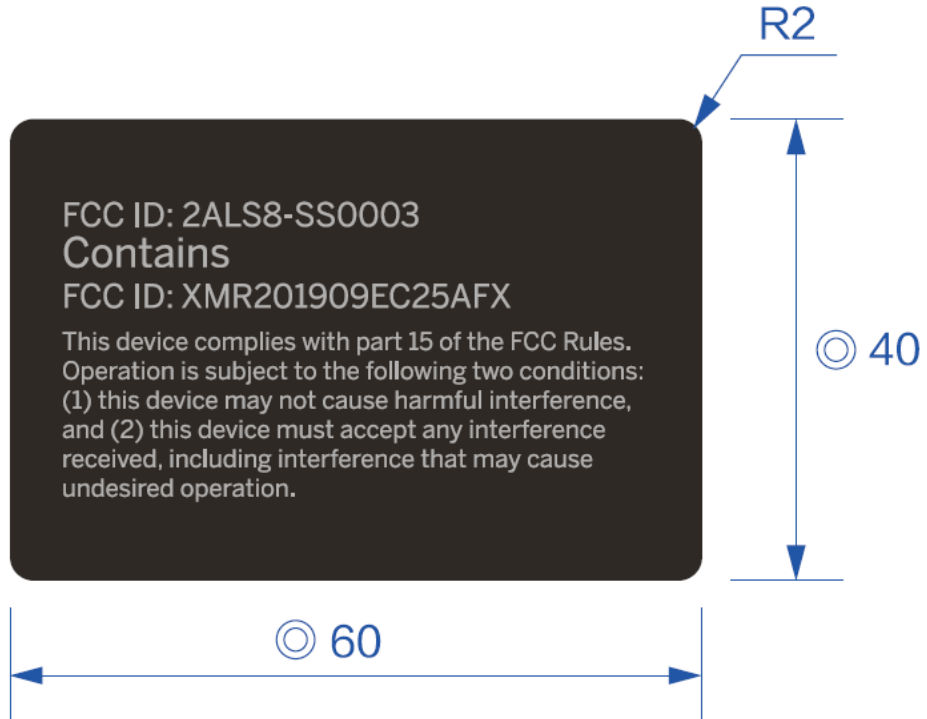 R2
FCC ID: 2ALS8-SS0003
Contains
FCC ID: XMR201909EC25AFX
This device complies with part 15 of the FCC Rules.
Operation is subject to the following two conditions:
(1) this device may not cause harmful interference,
and (2) this device must accept any interference
received, including interference that may cause
undesired operation.
◎ 40
◎ 60